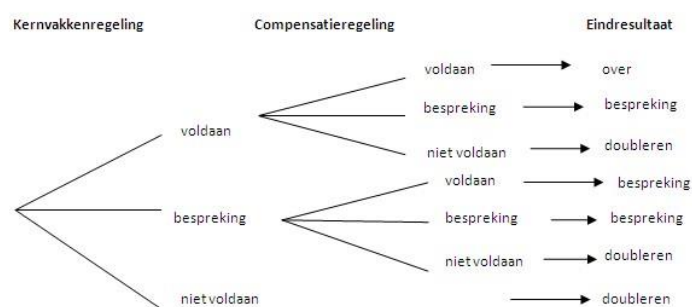 Kernvakkenregeling Compensatieregeling Eindresultaat
voldaan over
bespreking bespreking
voldaan
niet voldaan doubleren
voldaan bespreking
bespreking bespreking bespreking
niet voldaan doubleren
niet voldaan doubleren